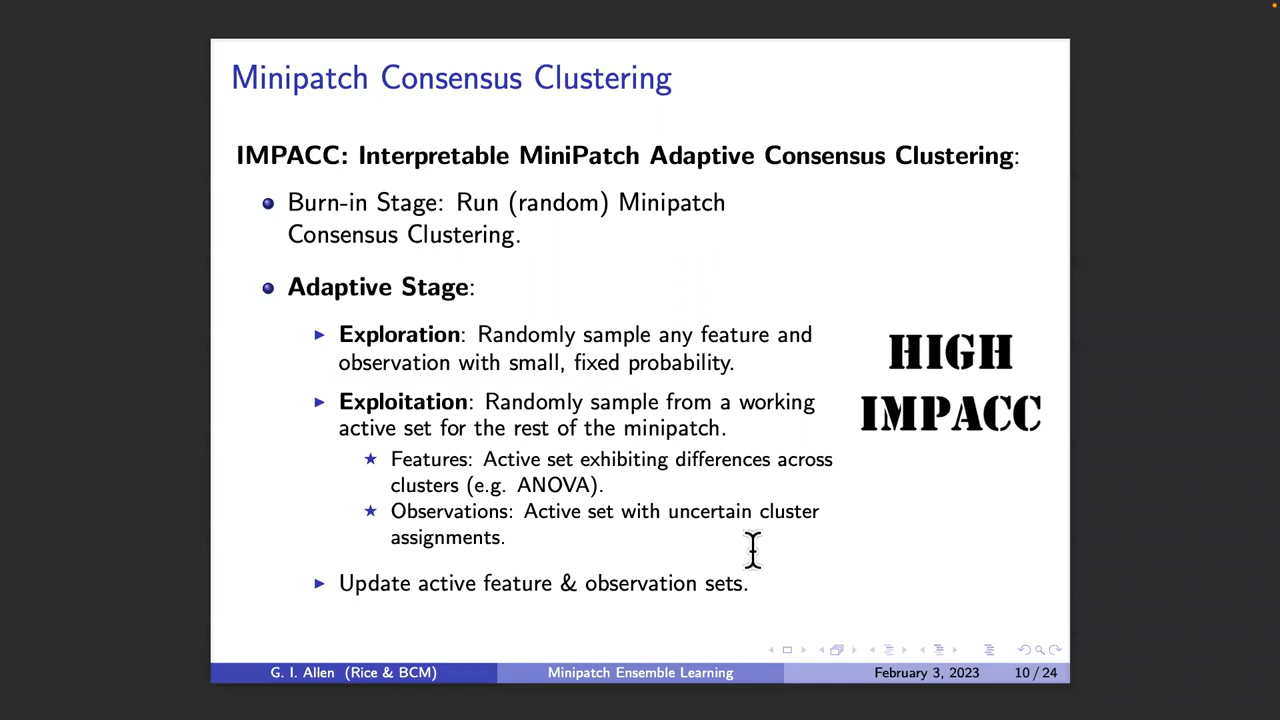 Minipatch Consensus Clustering
IMPACC: Interpretable MiniPatch Adaptive Consensus Clustering:
Burn-in Stage: Run (random) Minipatch
Consensus Clustering.
Adaptive Stage:
Exploration: Randomly sample any feature and
observation with small, fixed probability.
Exploitation: Randomly sample from a working
active set for the rest of the minipatch.
Features: Active set exhibiting differences across
clusters (e.g. ANOVA).
Observations: Active set with uncertain cluster
assignments.
Update active feature & observation sets.
HIGH
IMPACC
G. I. Allen (Rice & BCM) Minipatch Ensemble Learning February 3, 2023 10 / 24